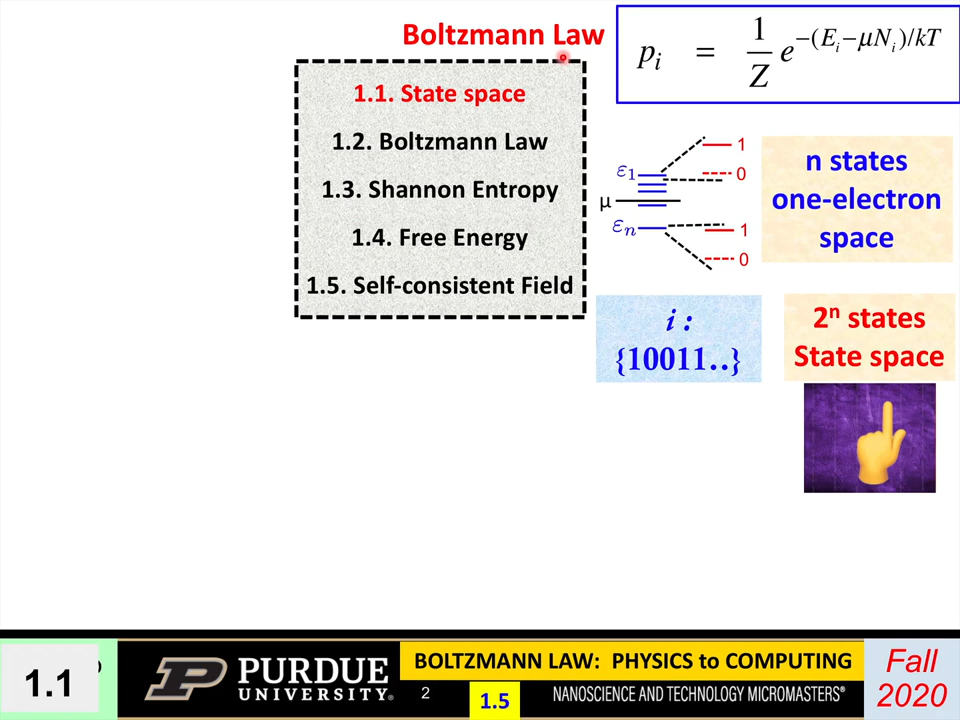 Boltzmann Law
p_i = 1/Z e^{-(E_i-μN_i)/kT}
1.1. State space
1.2. Boltzmann Law
1.3. Shannon Entropy
1.4. Free Energy
1.5. Self-consistent Field
ε1
μ
εn
1
0
1
0
n states
one-electron
space
i :
{10011..}
2ⁿ states
State space
1.1
PURDUE
UNIVERSITY®
2
BOLTZMANN LAW: PHYSICS to COMPUTING
1.5
NANOSCIENCE AND TECHNOLOGY MICROMASTERS®
Fall
2020